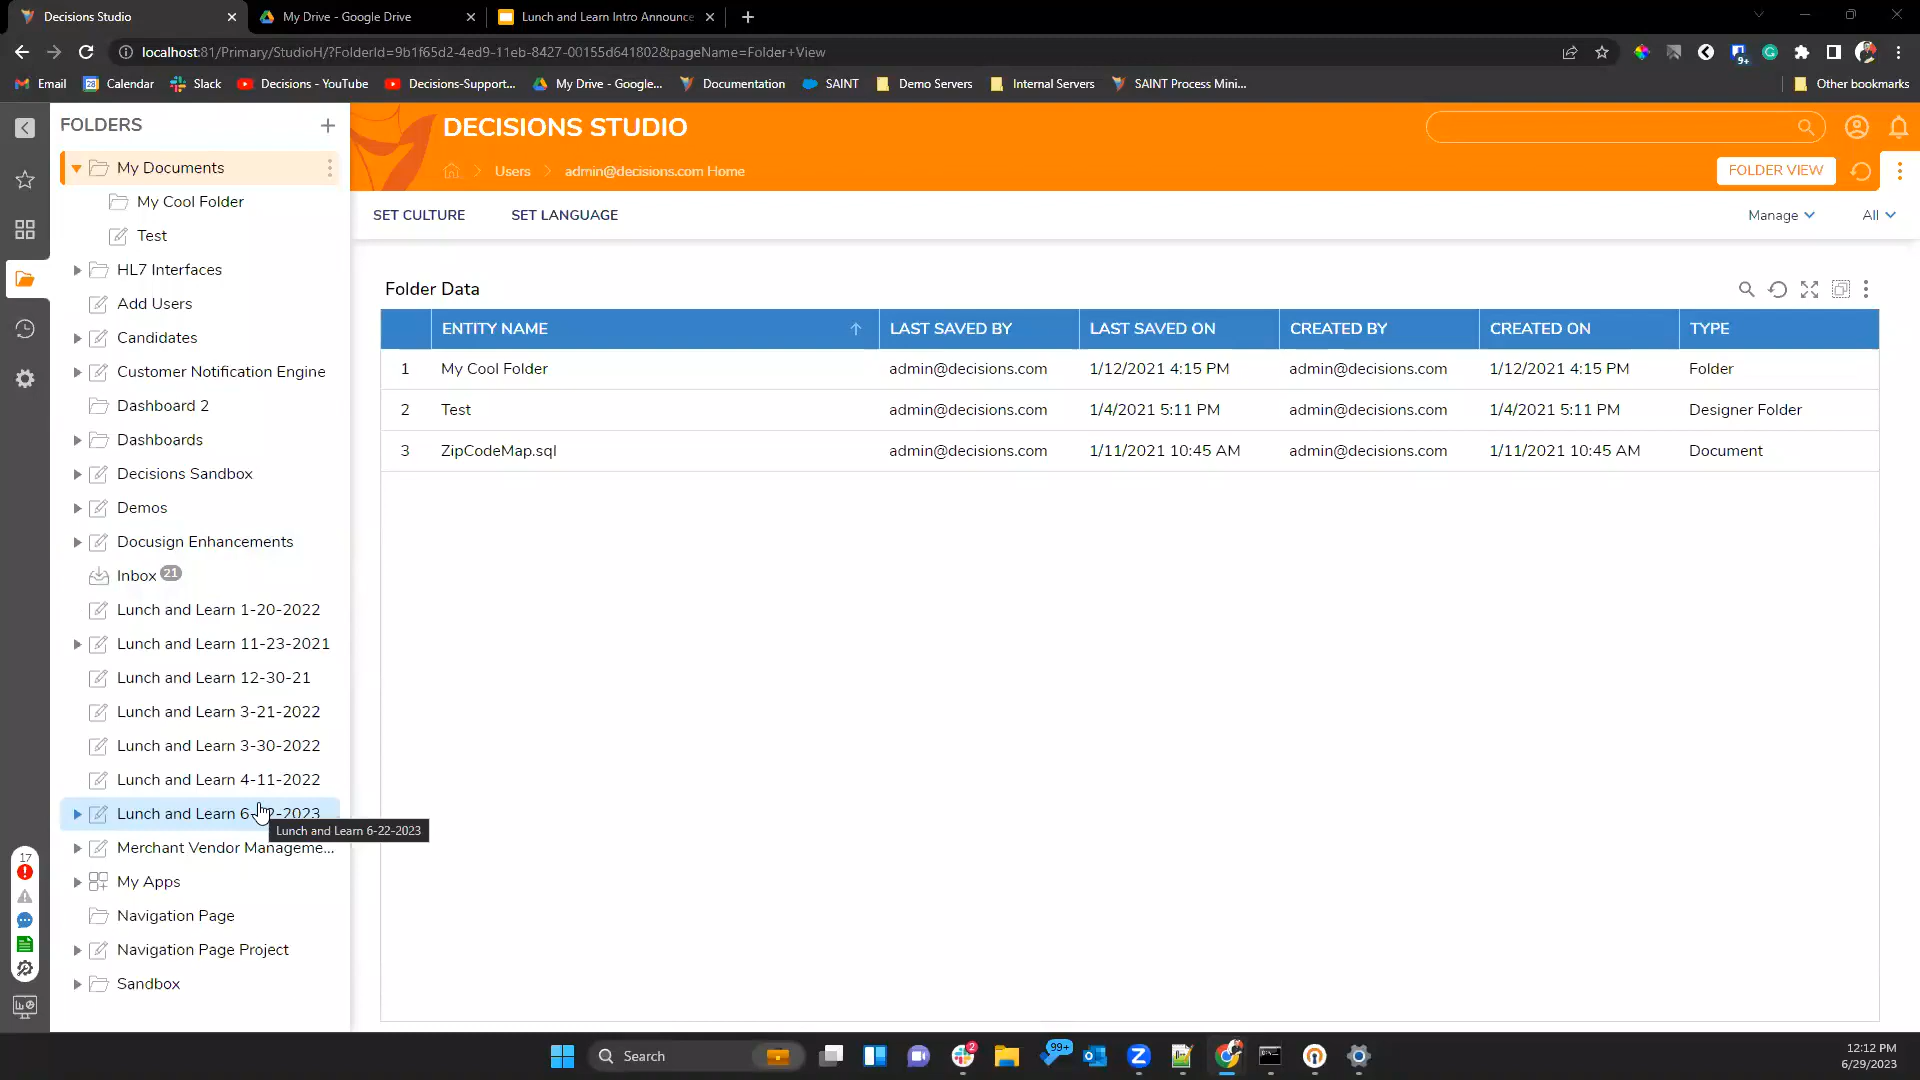 Decisions Studio
My Drive - Google Drive
Lunch and Learn Intro Announce
localhost:81/Primary/StudioH/?FolderId=9b1f65d2-4ed9-11eb-8427-00155d641802&pageName=Folder+View
9+
Email
Calendar
Slack
Decisions - YouTube
Decisions-Support...
My Drive - Google...
Documentation
SAINT
Demo Servers
Internal Servers
SAINT Process Mini...
Other bookmarks
FOLDERS
DECISIONS STUDIO
Users
admin@decisions.com Home
FOLDER VIEW
SET CULTURE
SET LANGUAGE
Manage
All
My Documents
My Cool Folder
Test
HL7 Interfaces
Add Users
Candidates
Customer Notification Engine
Dashboard 2
Dashboards
Decisions Sandbox
Demos
Docusign Enhancements
Inbox 21
Lunch and Learn 1-20-2022
Lunch and Learn 11-23-2021
Lunch and Learn 12-30-21
Lunch and Learn 3-21-2022
Lunch and Learn 3-30-2022
Lunch and Learn 4-11-2022
Lunch and Learn 6-22-2023
Lunch and Learn 6-22-2023
Merchant Vendor Manageme...
My Apps
Navigation Page
Navigation Page Project
Sandbox
17
Folder Data
ENTITY NAME LAST SAVED BY LAST SAVED ON CREATED BY CREATED ON TYPE
1 My Cool Folder admin@decisions.com 1/12/2021 4:15 PM admin@decisions.com 1/12/2021 4:15 PM Folder
2 Test admin@decisions.com 1/4/2021 5:11 PM admin@decisions.com 1/4/2021 5:11 PM Designer Folder
3 ZipCodeMap.sql admin@decisions.com 1/11/2021 10:45 AM admin@decisions.com 1/11/2021 10:45 AM Document
Search
2
99+
12:12 PM
6/29/2023